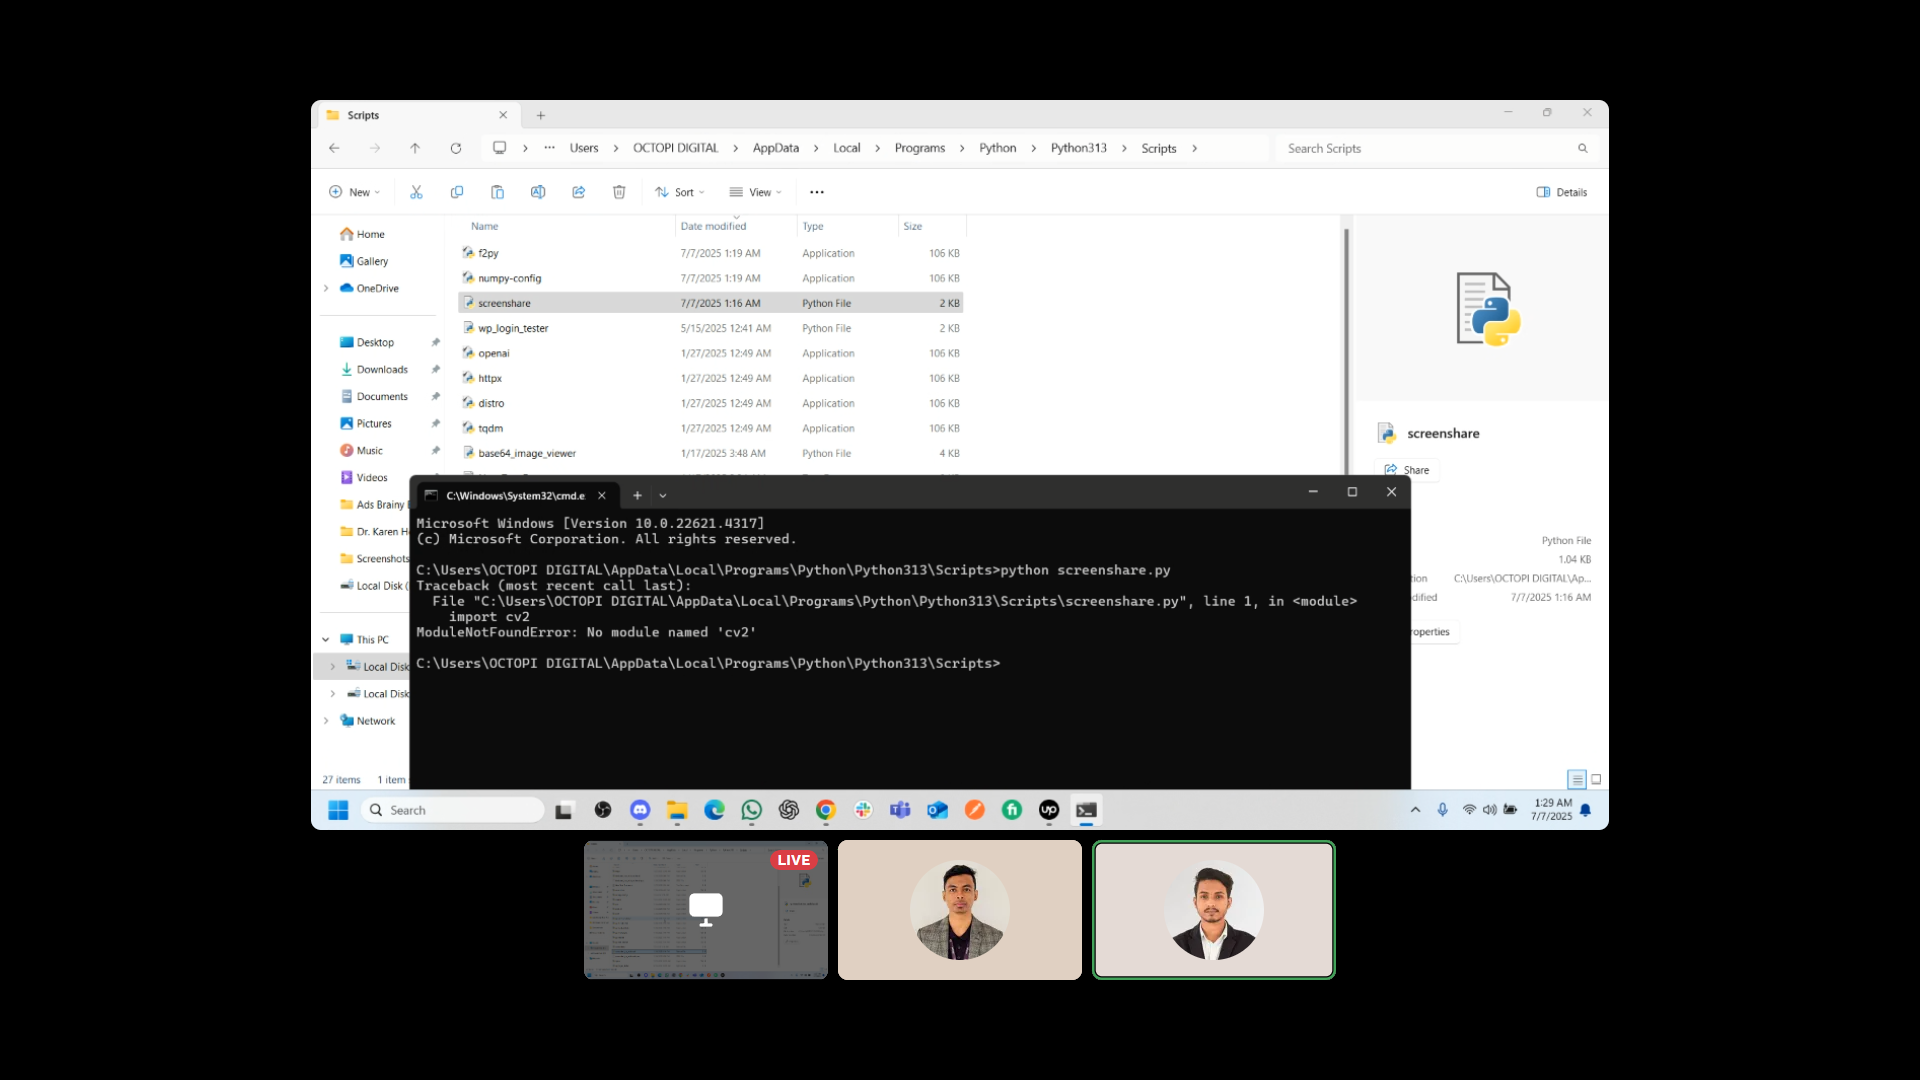 Scripts
Users > OCTOPI DIGITAL > AppData > Local > Programs > Python > Python313 > Scripts >
Search Scripts
New
Sort
View
Details
Name
Date modified
Type
Size
f2py 7/7/2025 1:19 AM Application 106 KB
numpy-config 7/7/2025 1:19 AM Application 106 KB
screenshare 7/7/2025 1:16 AM Python File 2 KB
wp_login_tester 5/15/2025 12:41 AM Python File 2 KB
openai 1/27/2025 12:49 AM Application 106 KB
httpx 1/27/2025 12:49 AM Application 106 KB
distro 1/27/2025 12:49 AM Application 106 KB
tqdm 1/27/2025 12:49 AM Application 106 KB
base64_image_viewer 1/17/2025 3:48 AM Python File 4 KB
Home
Gallery
OneDrive
Desktop
Downloads
Documents
Pictures
Music
Videos
Ads Brainy
Dr. Karen H
Screenshots
Local Disk (
This PC
Local Disk
Local Disk
Network
27 items 1 item
screenshare
Share
Python File
1.04 KB
tion C:\Users\OCTOPI DIGITAL\Ap...
dified 7/7/2025 1:16 AM
roperties
C:\Windows\System32\cmd.e
Microsoft Windows [Version 10.0.22621.4317]
(c) Microsoft Corporation. All rights reserved.
C:\Users\OCTOPI DIGITAL\AppData\Local\Programs\Python\Python313\Scripts>python screenshare.py
Traceback (most recent call last):
File "C:\Users\OCTOPI DIGITAL\AppData\Local\Programs\Python\Python313\Scripts\screenshare.py", line 1, in <module>
import cv2
ModuleNotFoundError: No module named 'cv2'
C:\Users\OCTOPI DIGITAL\AppData\Local\Programs\Python\Python313\Scripts>
Search
up
1:29 AM
7/7/2025
LIVE